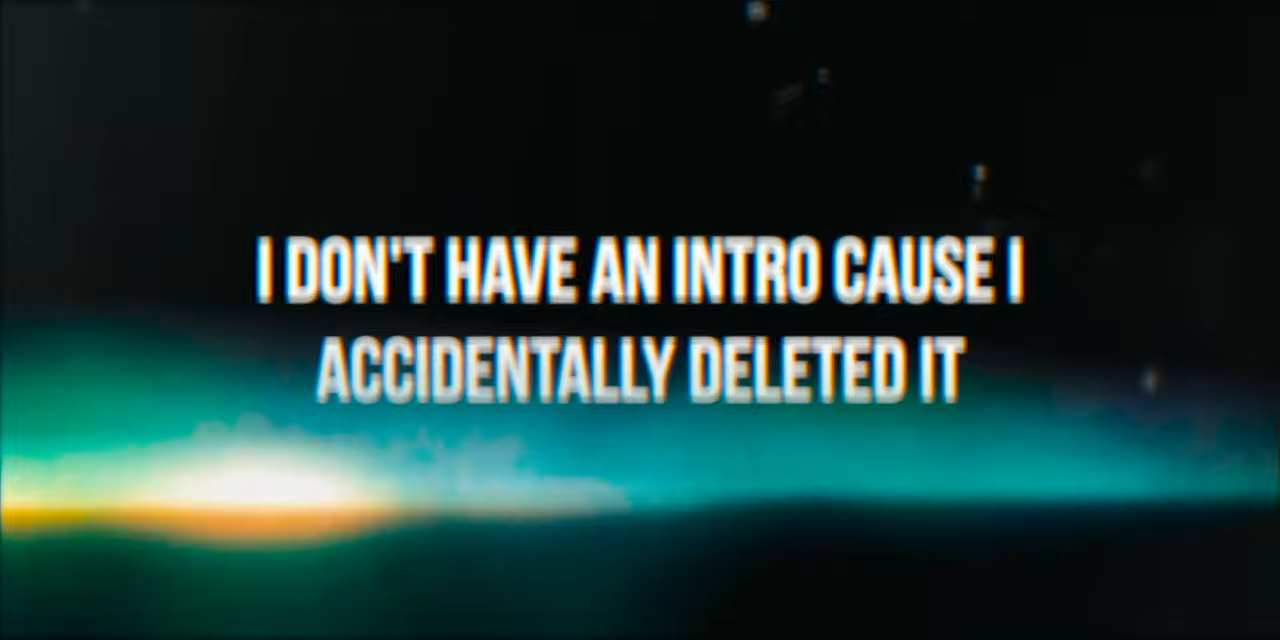 I DON'T HAVE AN INTRO CAUSE I
ACCIDENTALLY DELETED IT